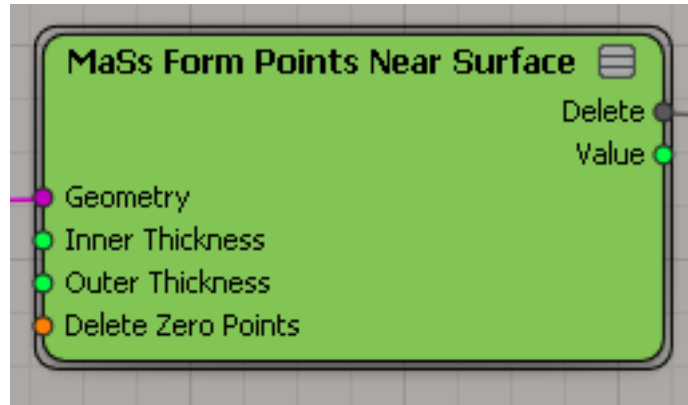 MaSs Form Points Near Surface
Delete
Value
Geometry
Inner Thickness
Outer Thickness
Delete Zero Points